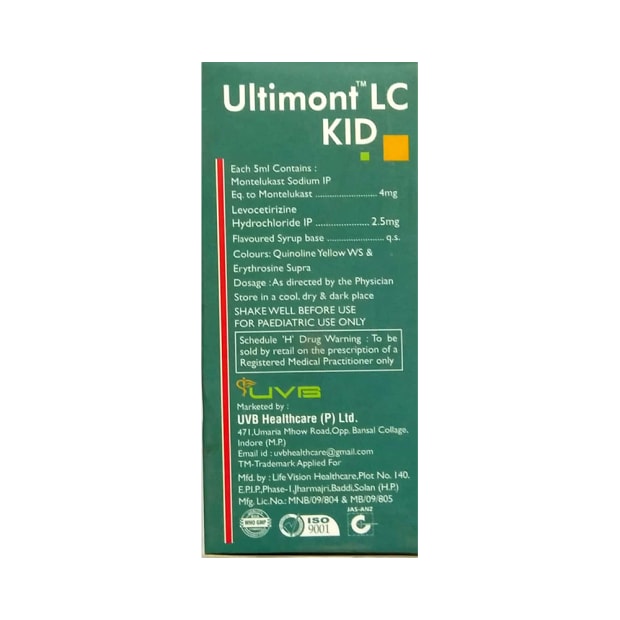 Ultimont™ LC
KID
Each 5ml Contains :
Montelukast Sodium IP
Eq. to Montelukast ........................ 4mg
Levocetirizine
Hydrochloride IP ...................... 2.5mg
Flavoured Syrup base ..................... q.s.
Colours: Quinoline Yellow WS &
Erythrosine Supra
Dosage : As directed by the Physician
Store in a cool, dry & dark place
SHAKE WELL BEFORE USE
FOR PAEDIATRIC USE ONLY
Schedule 'H' Drug Warning : To be
sold by retail on the prescription of a
Registered Medical Practitioner only
UVB
Marketed by :
UVB Healthcare (P) Ltd.
471, Umaria Mhow Road, Opp. Bansal Collage,
Indore (M.P.)
Email id : uvbhealthcare@gmail.com
TM-Trademark Applied For
Mfd. by : Life Vision Healthcare, Plot No. 140,
E.P.I.P., Phase-1, Jharmajri, Baddi, Solan (H.P.)
Mfg. Lic. No.: MNB/09/804 & MB/09/805
WHO GMP
ISO
9001
JAS-ANZ